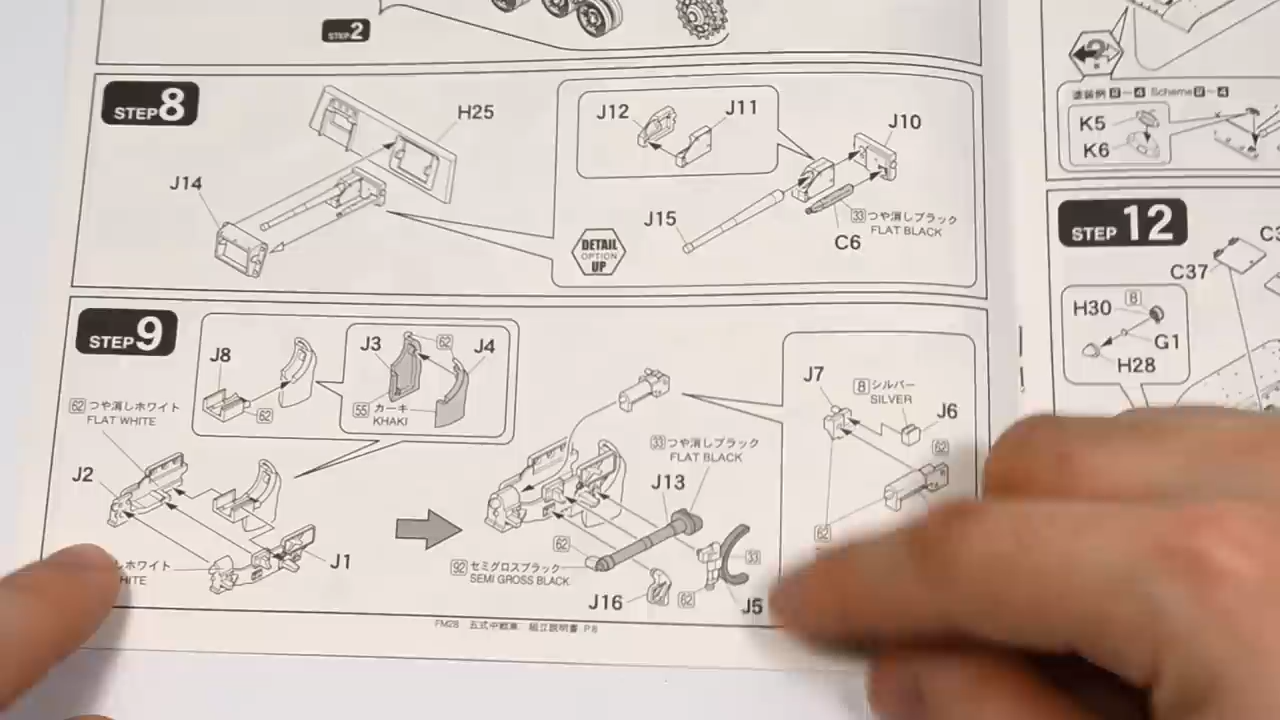 STEP2
STEP8
H25
J14
J12
J11
J10
J15
33 つや消しブラック
FLAT BLACK
C6
DETAIL
OPTION
UP
STEP9
J8
62
J3
62
J4
55 カーキ
KHAKI
62 つや消しホワイト
FLAT WHITE
J2
しホワイト
HITE
J1
33 つや消しブラック
FLAT BLACK
J13
62
92 セミグロスブラック
SEMI GROSS BLACK
J16
62
33
J5
J7
8 シルバー
SILVER
J6
62
62
FM28 五式中戦車 組立説明書 P8
?
塗装例 2～4 Scheme 2～4
K5
K6
STEP 12
C37
C3
H30
8
G1
H28